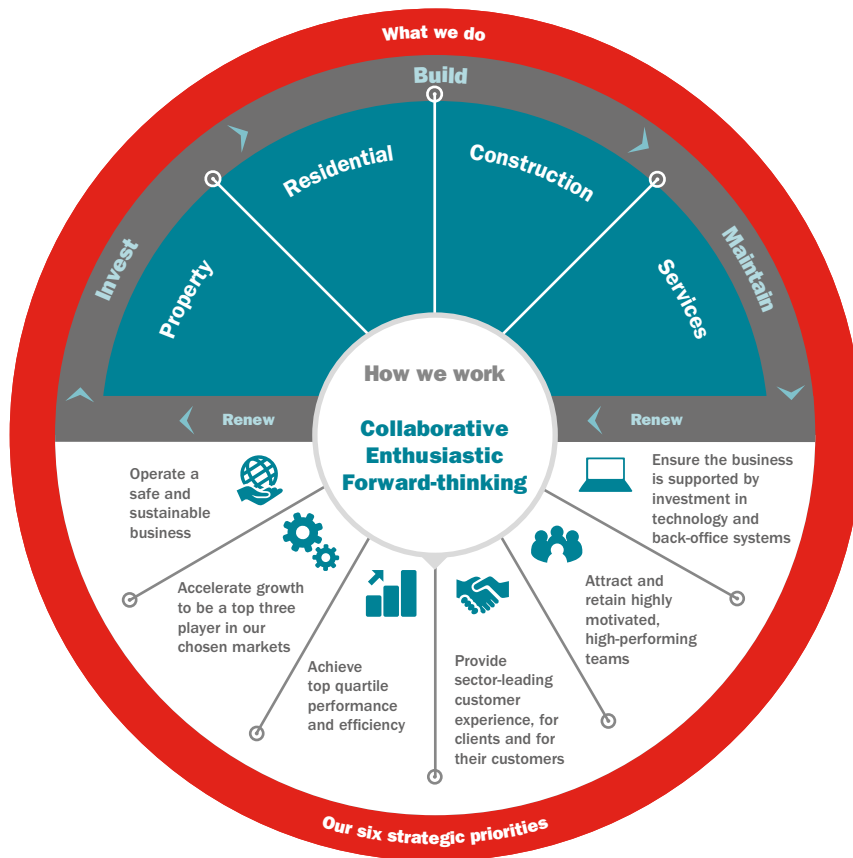 What we do
Build
Invest
Maintain
Property
Residential
Construction
Services
Renew
Renew
How we work
Collaborative
Enthusiastic
Forward-thinking
Operate a
safe and
sustainable
business
Accelerate growth
to be a top three
player in our
chosen markets
Achieve
top quartile
performance
and efficiency
Provide
sector-leading
customer
experience, for
clients and for
their customers
Attract and
retain highly
motivated,
high-performing
teams
Ensure the business
is supported by
investment in
technology and
back-office systems
Our six strategic priorities